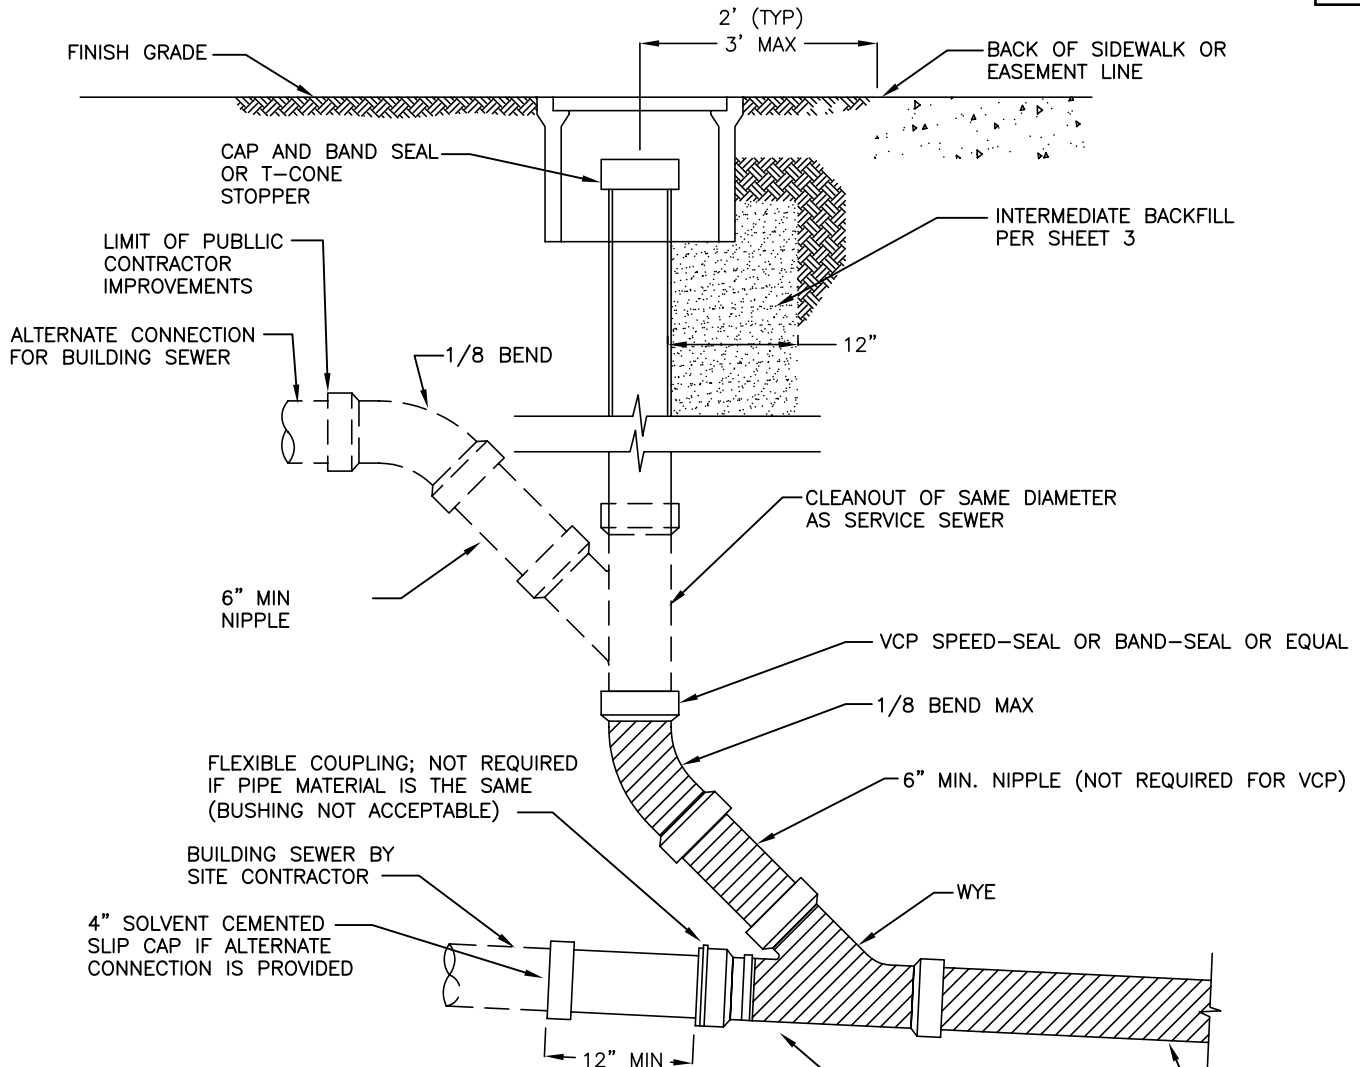 2' (TYP)
3' MAX
FINISH GRADE
BACK OF SIDEWALK OR
EASEMENT LINE
CAP AND BAND SEAL
OR T-CONE
STOPPER
INTERMEDIATE BACKFILL
PER SHEET 3
LIMIT OF PUBLLIC
CONTRACTOR
IMPROVEMENTS
ALTERNATE CONNECTION
FOR BUILDING SEWER
1/8 BEND
12"
CLEANOUT OF SAME DIAMETER
AS SERVICE SEWER
6" MIN
NIPPLE
VCP SPEED-SEAL OR BAND-SEAL OR EQUAL
1/8 BEND MAX
FLEXIBLE COUPLING; NOT REQUIRED
IF PIPE MATERIAL IS THE SAME
(BUSHING NOT ACCEPTABLE)
6" MIN. NIPPLE (NOT REQUIRED FOR VCP)
BUILDING SEWER BY
SITE CONTRACTOR
WYE
4" SOLVENT CEMENTED
SLIP CAP IF ALTERNATE
CONNECTION IS PROVIDED
12" MIN